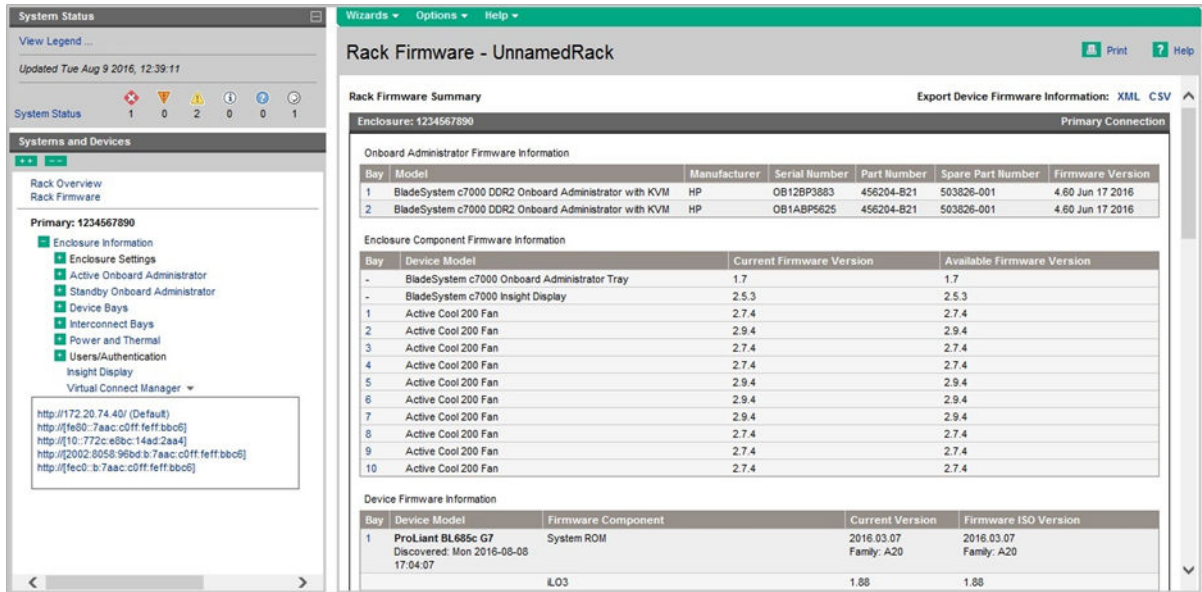 System Status
View Legend ...
Updated Tue Aug 9 2016, 12:39:11
System Status 1 0 2 0 0 1
Systems and Devices
Rack Overview
Rack Firmware
Primary: 1234567890
Enclosure Information
Enclosure Settings
Active Onboard Administrator
Standby Onboard Administrator
Device Bays
Interconnect Bays
Power and Thermal
Users/Authentication
Insight Display
Virtual Connect Manager
http://172.20.74.40/ (Default)
http://[fe80::7aac:c0ff:feff:bbc6]
http://[10::772c:e8bc:14ad:2aa4]
http://[2002:8058:96bd:b:7aac:c0ff:feff:bbc6]
http://[fec0::b:7aac:c0ff:feff:bbc6]
Wizards Options Help
Rack Firmware - UnnamedRack Print ? Help
Rack Firmware Summary Export Device Firmware Information: XML CSV
Enclosure: 1234567890 Primary Connection
Onboard Administrator Firmware Information
Bay Model Manufacturer Serial Number Part Number Spare Part Number Firmware Version
1 BladeSystem c7000 DDR2 Onboard Administrator with KVM HP OB12BP3883 456204-B21 503826-001 4.60 Jun 17 2016
2 BladeSystem c7000 DDR2 Onboard Administrator with KVM HP OB1ABP5625 456204-B21 503826-001 4.60 Jun 17 2016
Enclosure Component Firmware Information
Bay Device Model Current Firmware Version Available Firmware Version
- BladeSystem c7000 Onboard Administrator Tray 1.7 1.7
- BladeSystem c7000 Insight Display 2.5.3 2.5.3
1 Active Cool 200 Fan 2.7.4 2.7.4
2 Active Cool 200 Fan 2.9.4 2.9.4
3 Active Cool 200 Fan 2.7.4 2.7.4
4 Active Cool 200 Fan 2.7.4 2.7.4
5 Active Cool 200 Fan 2.9.4 2.9.4
6 Active Cool 200 Fan 2.9.4 2.9.4
7 Active Cool 200 Fan 2.9.4 2.9.4
8 Active Cool 200 Fan 2.7.4 2.7.4
9 Active Cool 200 Fan 2.7.4 2.7.4
10 Active Cool 200 Fan 2.7.4 2.7.4
Device Firmware Information
Bay Device Model Firmware Component Current Version Firmware ISO Version
1 ProLiant BL685c G7 System ROM 2016.03.07 2016.03.07
Discovered: Mon 2016-08-08 Family: A20 Family: A20
17:04:07
iLO3 1.88 1.88